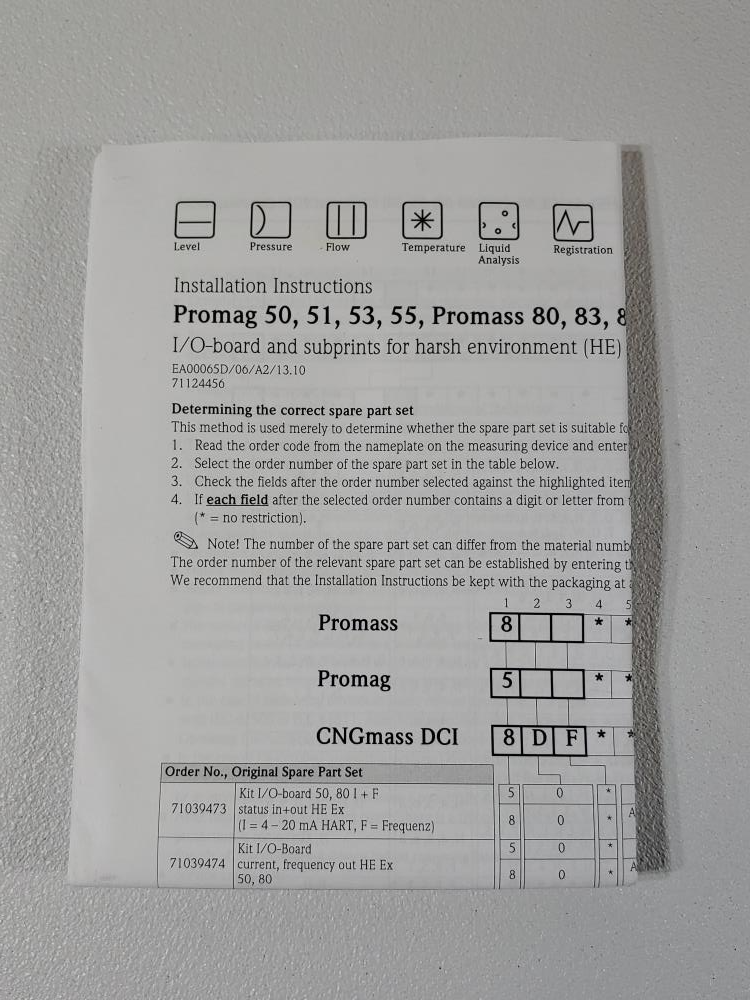 Level Pressure Flow Temperature Liquid Analysis Registration
Installation Instructions
Promag 50, 51, 53, 55, Promass 80, 83, 8
I/O-board and subprints for harsh environment (HE)
EA00065D/06/A2/13.10
71124456
Determining the correct spare part set
This method is used merely to determine whether the spare part set is suitable fo
1. Read the order code from the nameplate on the measuring device and enter
2. Select the order number of the spare part set in the table below.
3. Check the fields after the order number selected against the highlighted
4. If each field after the selected order number contains a digit or letter from
(* = no restriction).
Note! The number of the spare part set can differ from the material numb
The order number of the relevant spare part set can be established by entering
We recommend that the Installation Instructions be kept with the packaging at
1 2 3 4 5
Promass 8 * *
Promag 5 * *
CNGmass DCI 8 D F * *
Order No., Original Spare Part Set
71039473
Kit I/O-board 50, 80 I + F
status in+out HE Ex
(I = 4 – 20 mA HART, F = Frequenz)
5 0 *
8 0 * A
71039474
Kit I/O-Board
current, frequency out HE Ex
50, 80
5 0 *
8 0 * A